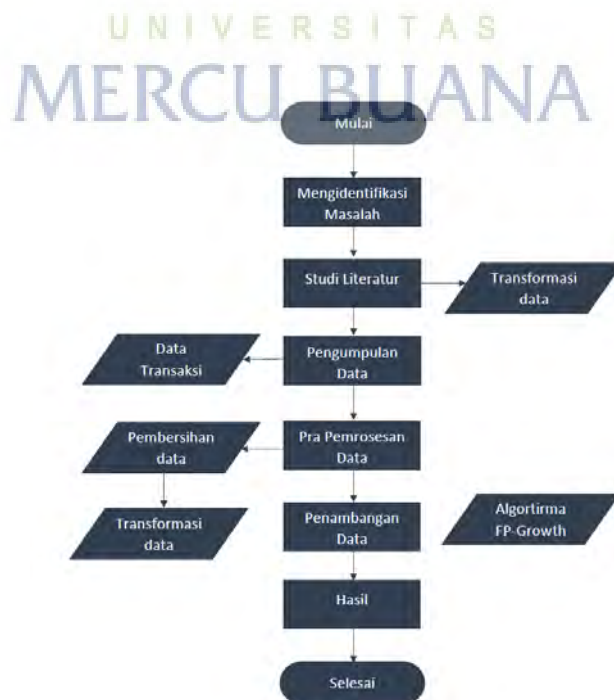 UNIVERSITAS
MERCU BUANA
Mulai
Mengidentifikasi
Masalah
Studi Literatur
Transformasi
data
Data
Transaksi
Pengumpulan
Data
Pembersihan
data
Pra Pemrosesan
Data
Transformasi
data
Penambangan
Data
Algortirma
FP-Growth
Hasil
Selesai